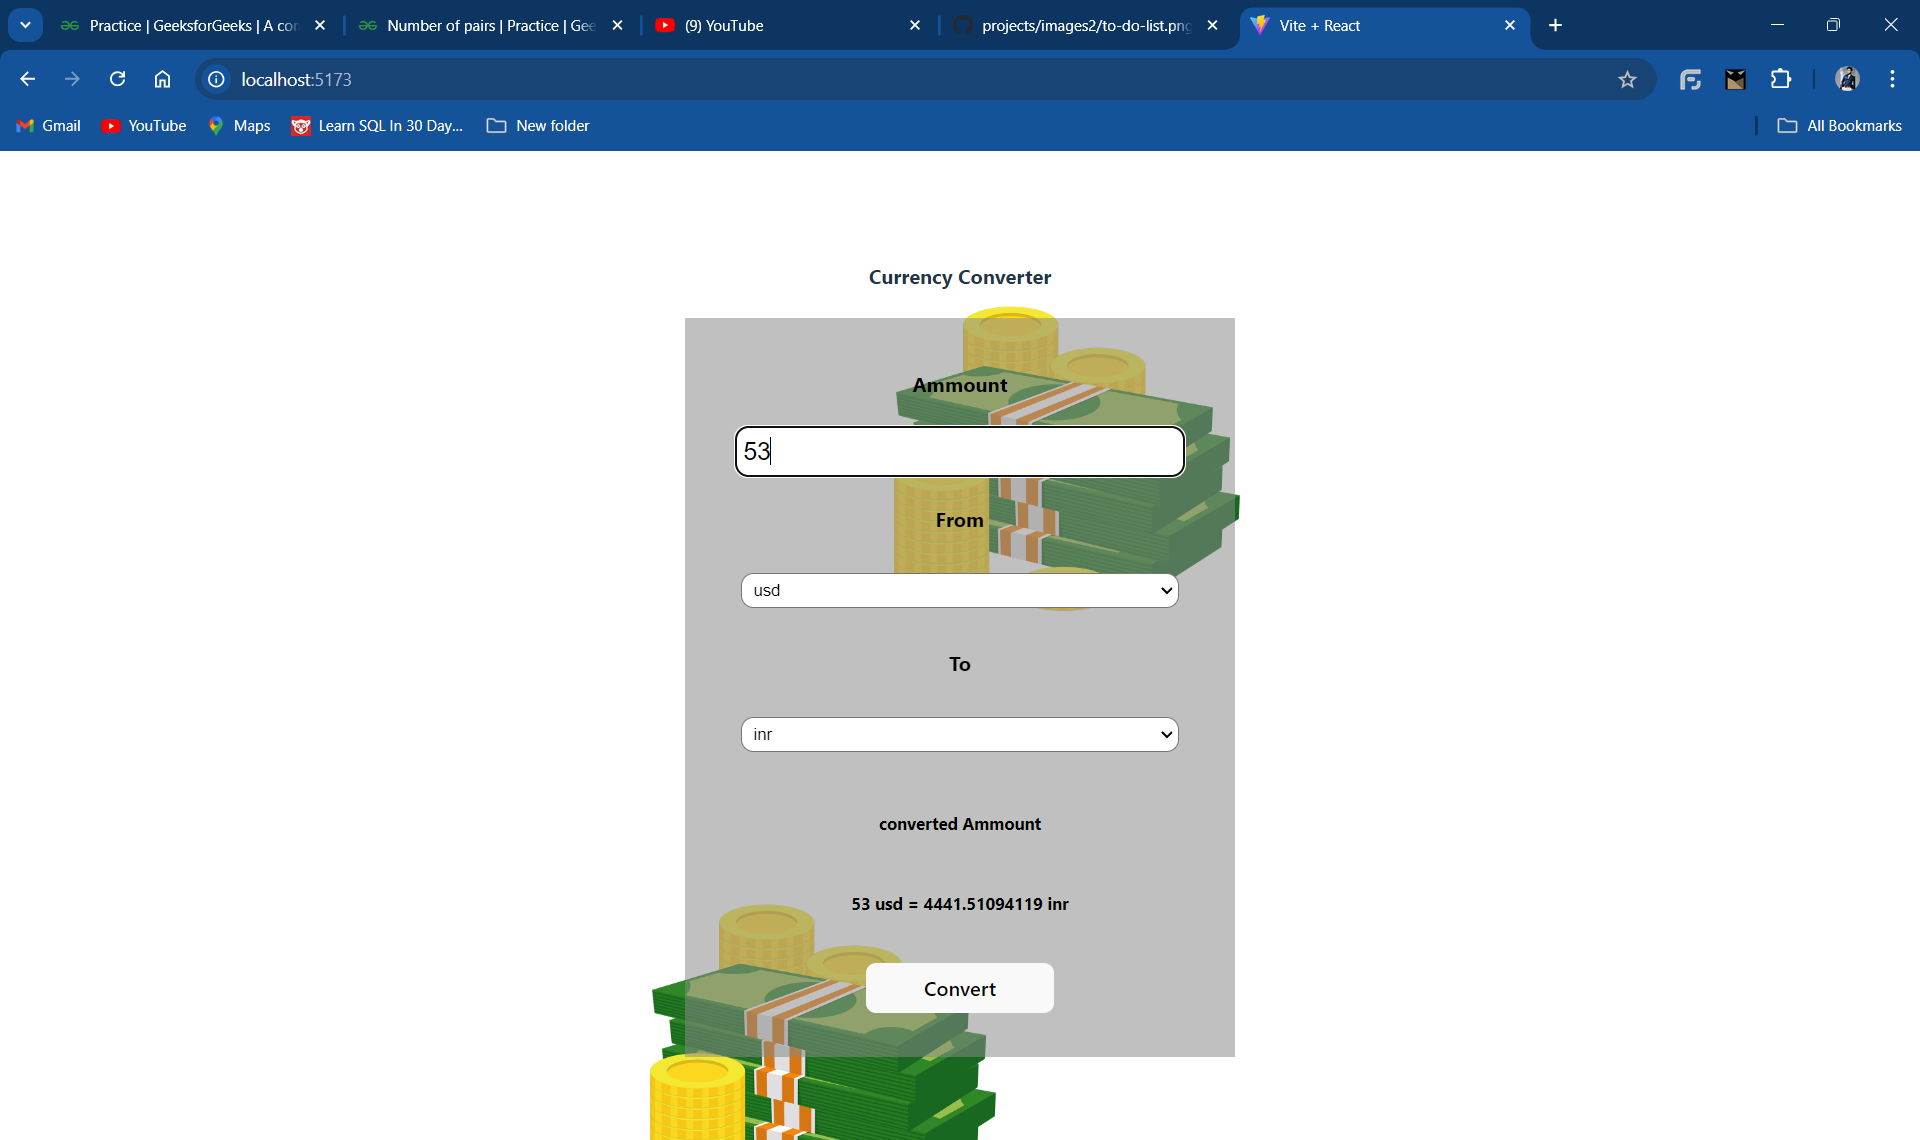 Practice | GeeksforGeeks | A con
Number of pairs | Practice | Gee
(9) YouTube
projects/images2/to-do-list.png
Vite + React
localhost:5173
Gmail
YouTube
Maps
Learn SQL In 30 Day...
New folder
All Bookmarks
Currency Converter
Ammount
53
From
usd
To
inr
converted Ammount
53 usd = 4441.51094119 inr
Convert